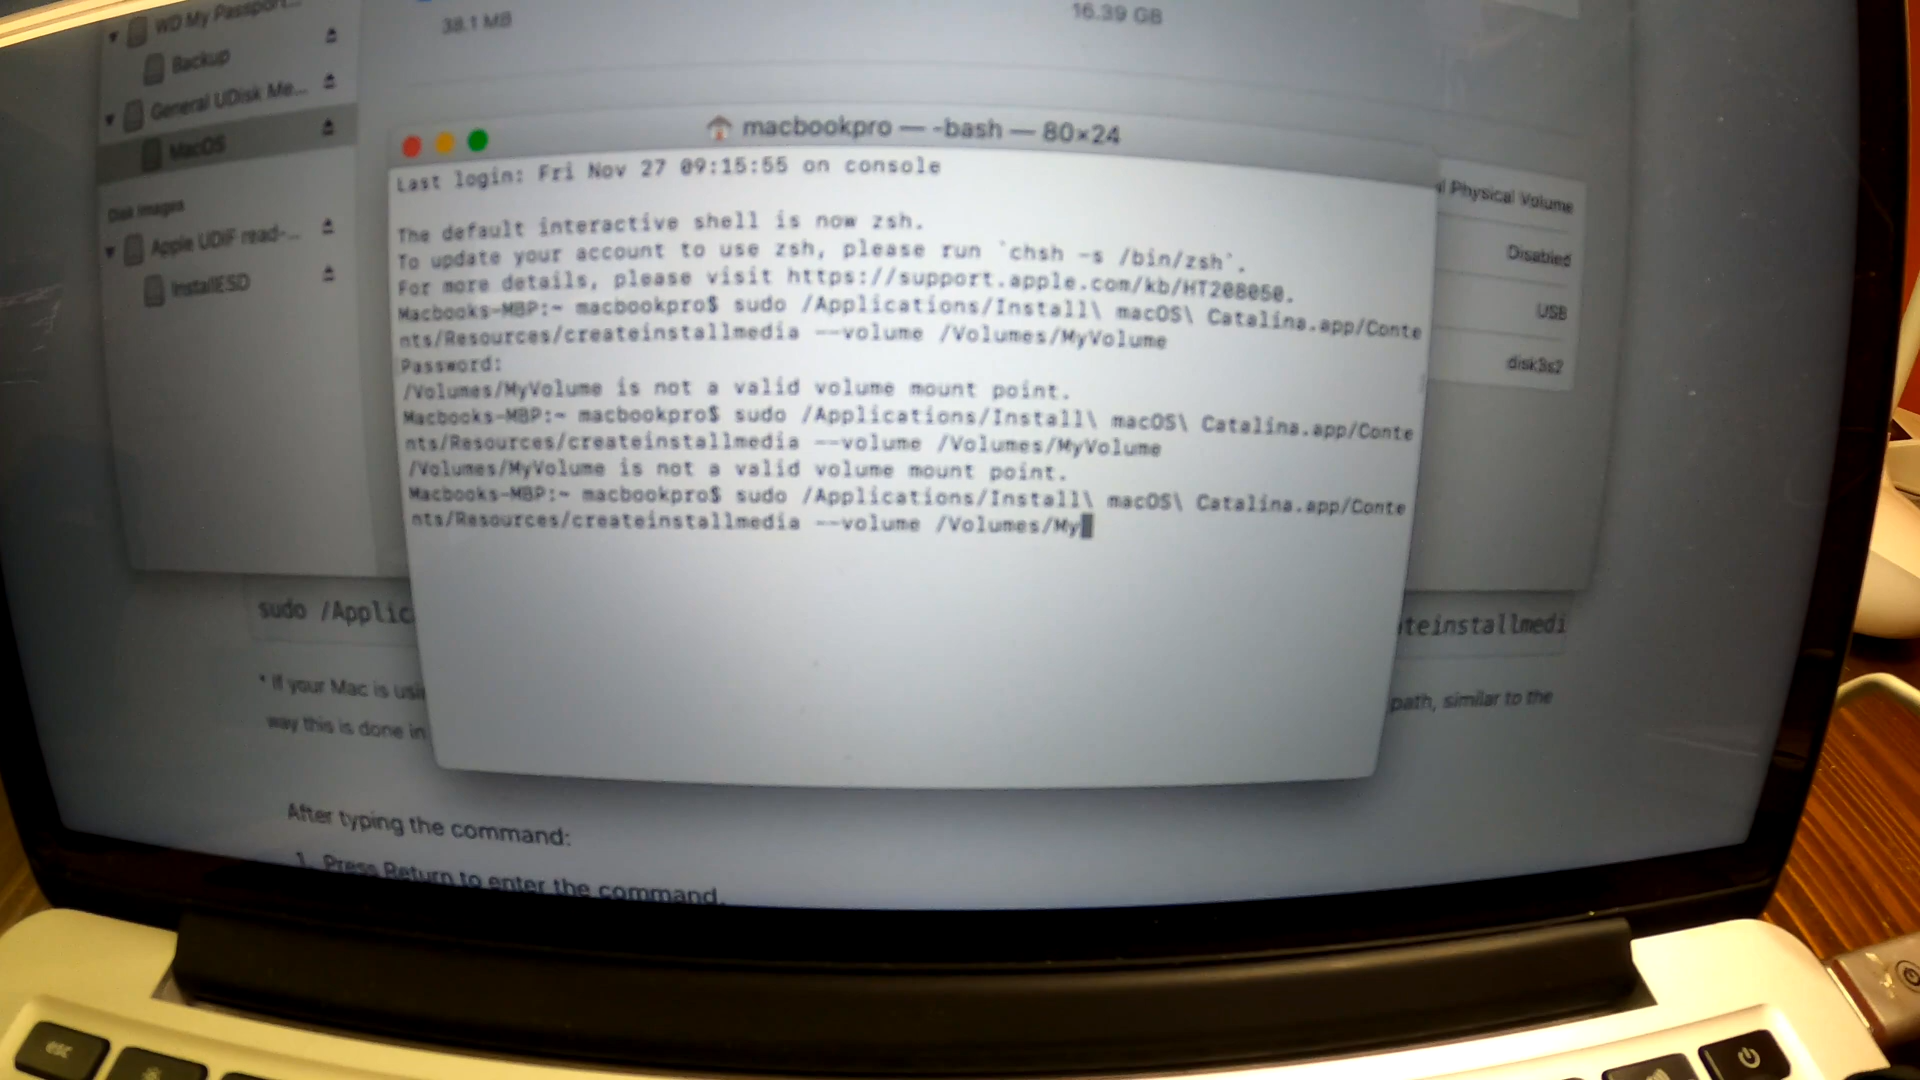 WD My Passport...
Backup
General UDisk Me...
MacOS
Disk Images
Apple UDIF read-...
InstallESD
38.1 MB
16.39 GB
macbookpro — -bash — 80×24
Last login: Fri Nov 27 09:15:55 on console
The default interactive shell is now zsh.
To update your account to use zsh, please run `chsh -s /bin/zsh`.
For more details, please visit https://support.apple.com/kb/HT208050.
Macbooks-MBP:~ macbookpro$ sudo /Applications/Install\ macOS\ Catalina.app/Conte
nts/Resources/createinstallmedia --volume /Volumes/MyVolume
Password:
/Volumes/MyVolume is not a valid volume mount point.
Macbooks-MBP:~ macbookpro$ sudo /Applications/Install\ macOS\ Catalina.app/Conte
nts/Resources/createinstallmedia --volume /Volumes/MyVolume
/Volumes/MyVolume is not a valid volume mount point.
Macbooks-MBP:~ macbookpro$ sudo /Applications/Install\ macOS\ Catalina.app/Conte
nts/Resources/createinstallmedia --volume /Volumes/My
Physical Volume
Disabled
USB
disk3s2
sudo /Applic
teinstallmedi
* If your Mac is usi
path, similar to the
way this is done in
After typing the command:
1. Press Return to enter the command.
esc